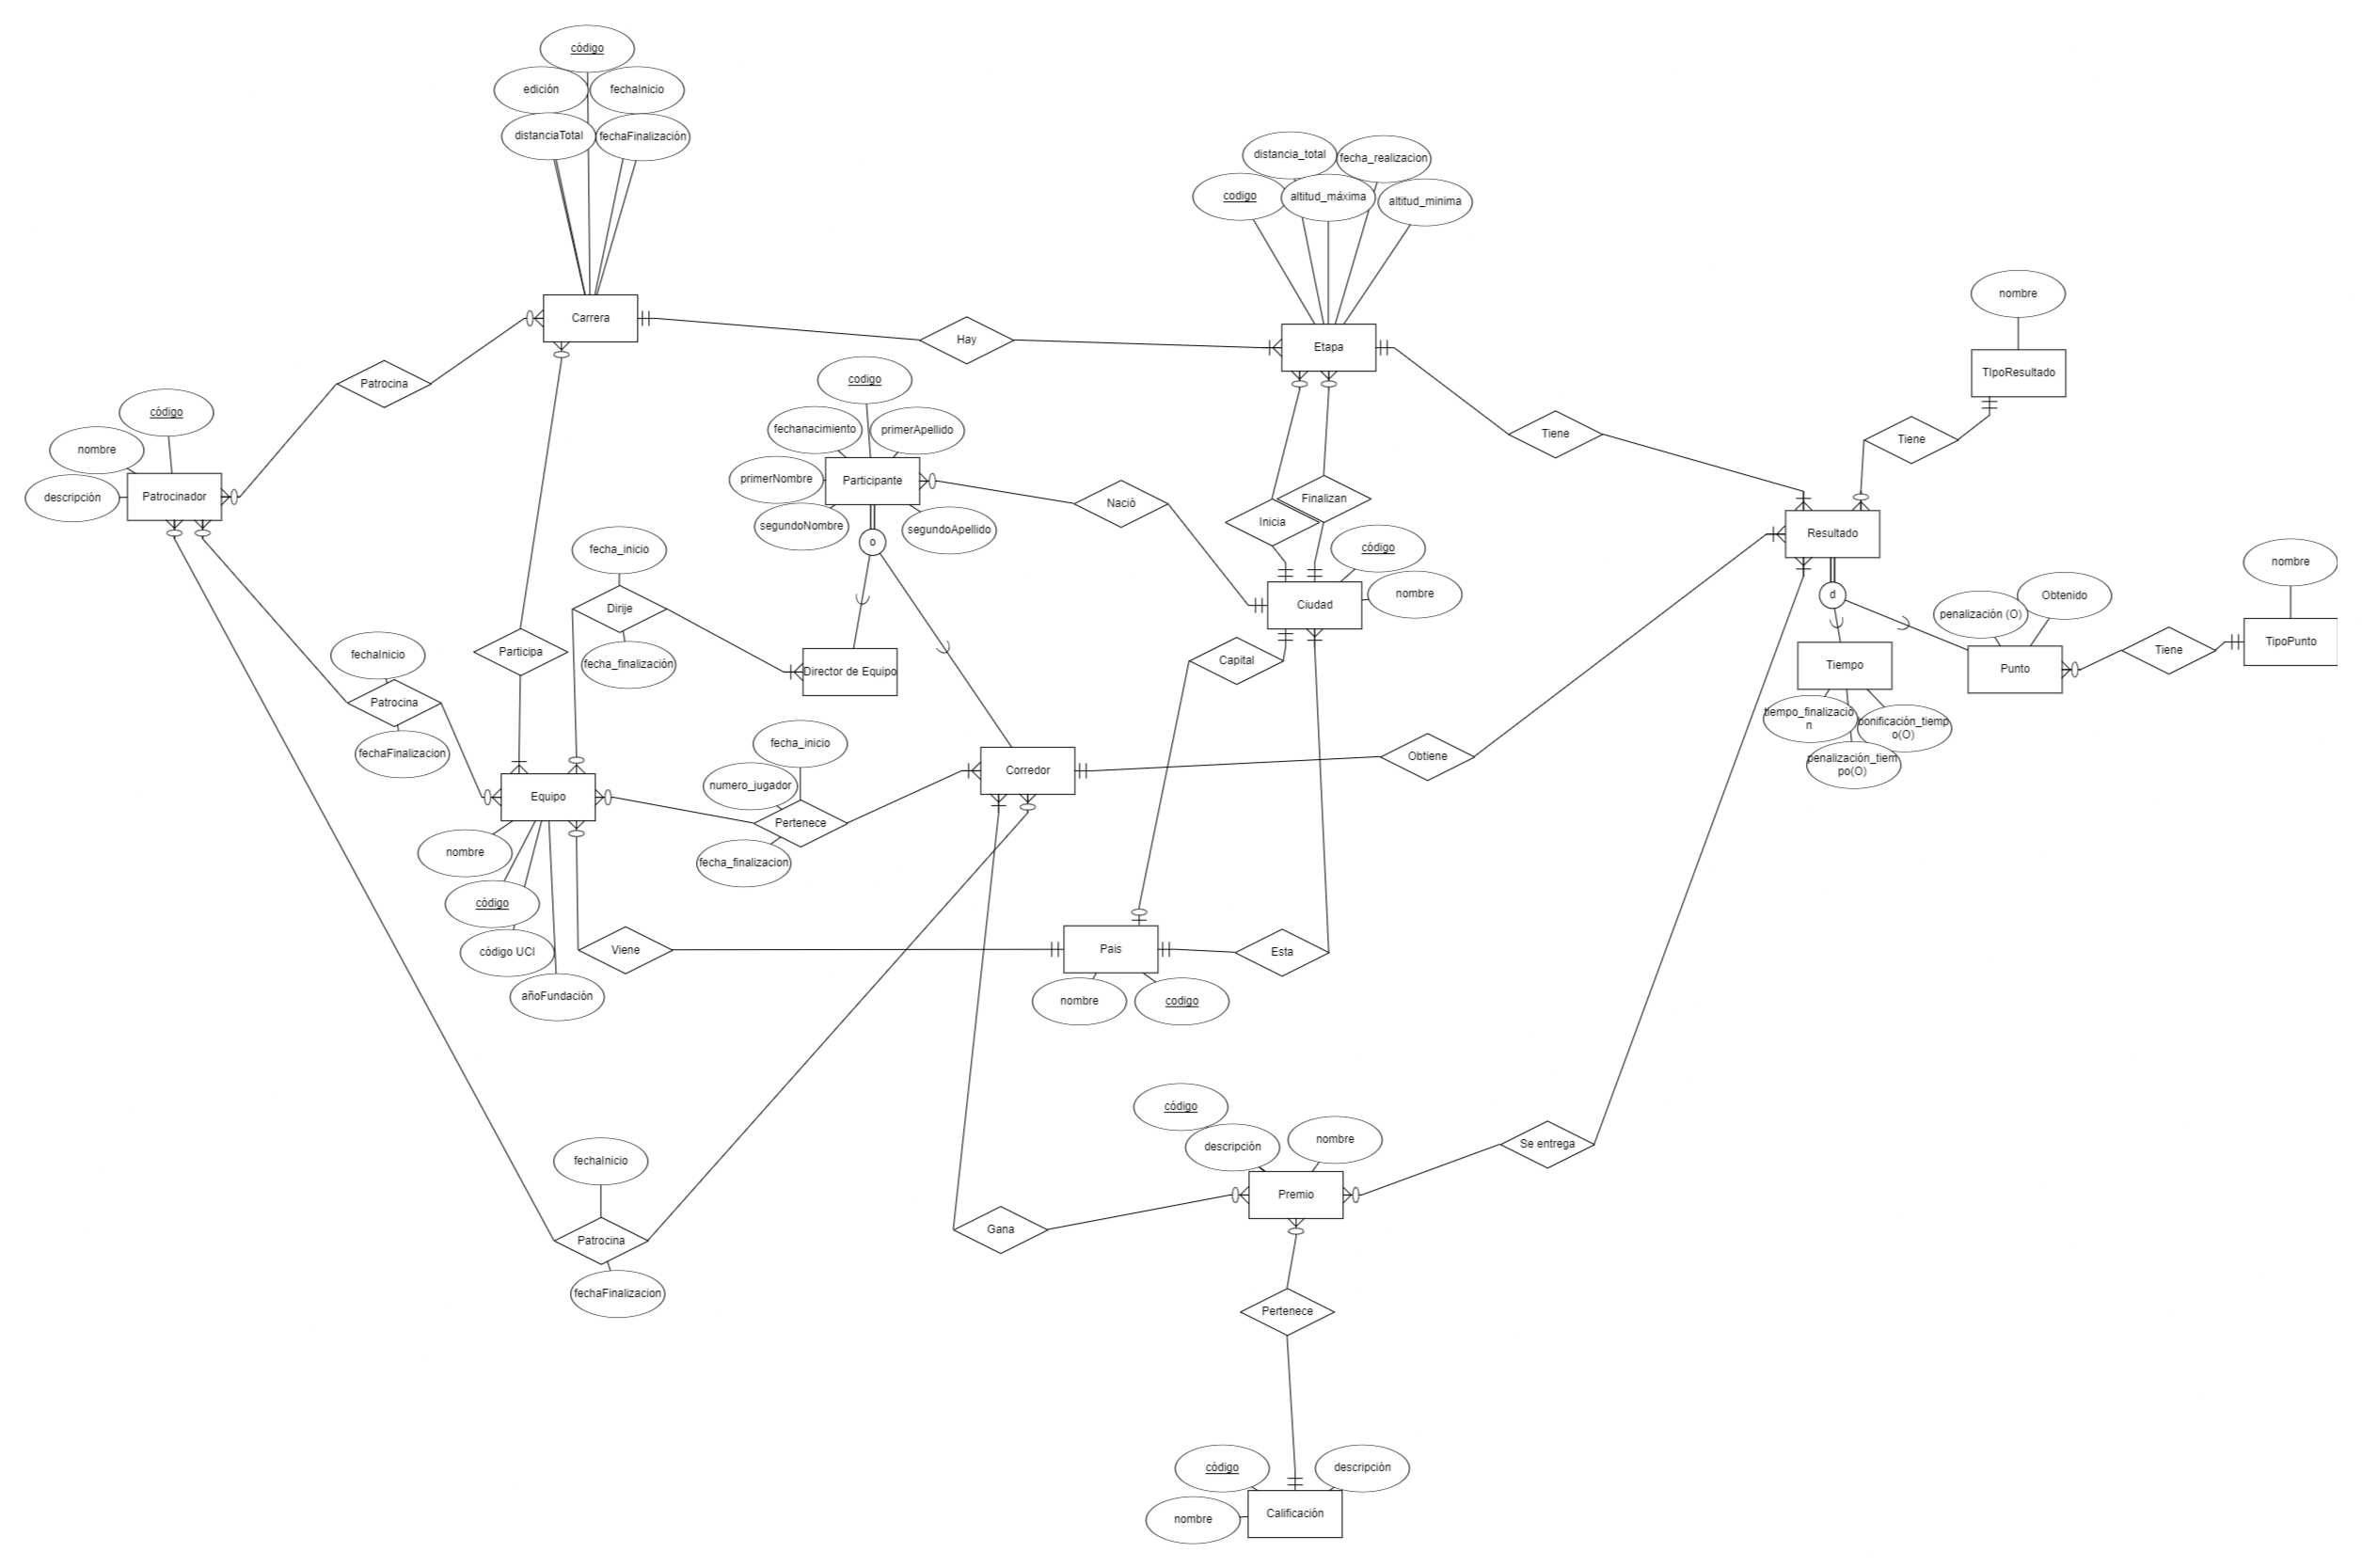 código
edición
fechaInicio
distanciaTotal
fechaFinalización
distancia_total
fecha_realizacion
codigo
altitud_máxima
altitud_minima
nombre
Carrera
Hay
Etapa
TIpoResultado
Patrocina
codigo
código
fechanacimiento
primerApellido
Tiene
Tiene
nombre
Participante
primerNombre
Patrocinador
descripción
Nació
Finalizan
segundoNombre
segundoApellido
Inicia
Resultado
o
fecha_inicio
código
nombre
d
nombre
Ciudad
Dirije
Obtenido
penalización (O)
TipoPunto
Participa
fechaInicio
fecha_finalización
Director de Equipo
Capital
Tiempo
Punto
Tiene
Patrocina
tiempo_finalizació
n
bonificación_tiemp
o(O)
fechaFinalizacion
fecha_inicio
Obtiene
penalización_tiem
po(O)
Corredor
numero_jugador
Equipo
Pertenece
nombre
fecha_finalizacion
código
código UCI
Viene
Pais
Esta
añoFundación
nombre
codigo
código
descripción
nombre
Se entrega
fechaInicio
Premio
Gana
Patrocina
fechaFinalizacion
Pertenece
código
descripción
nombre
Calificación